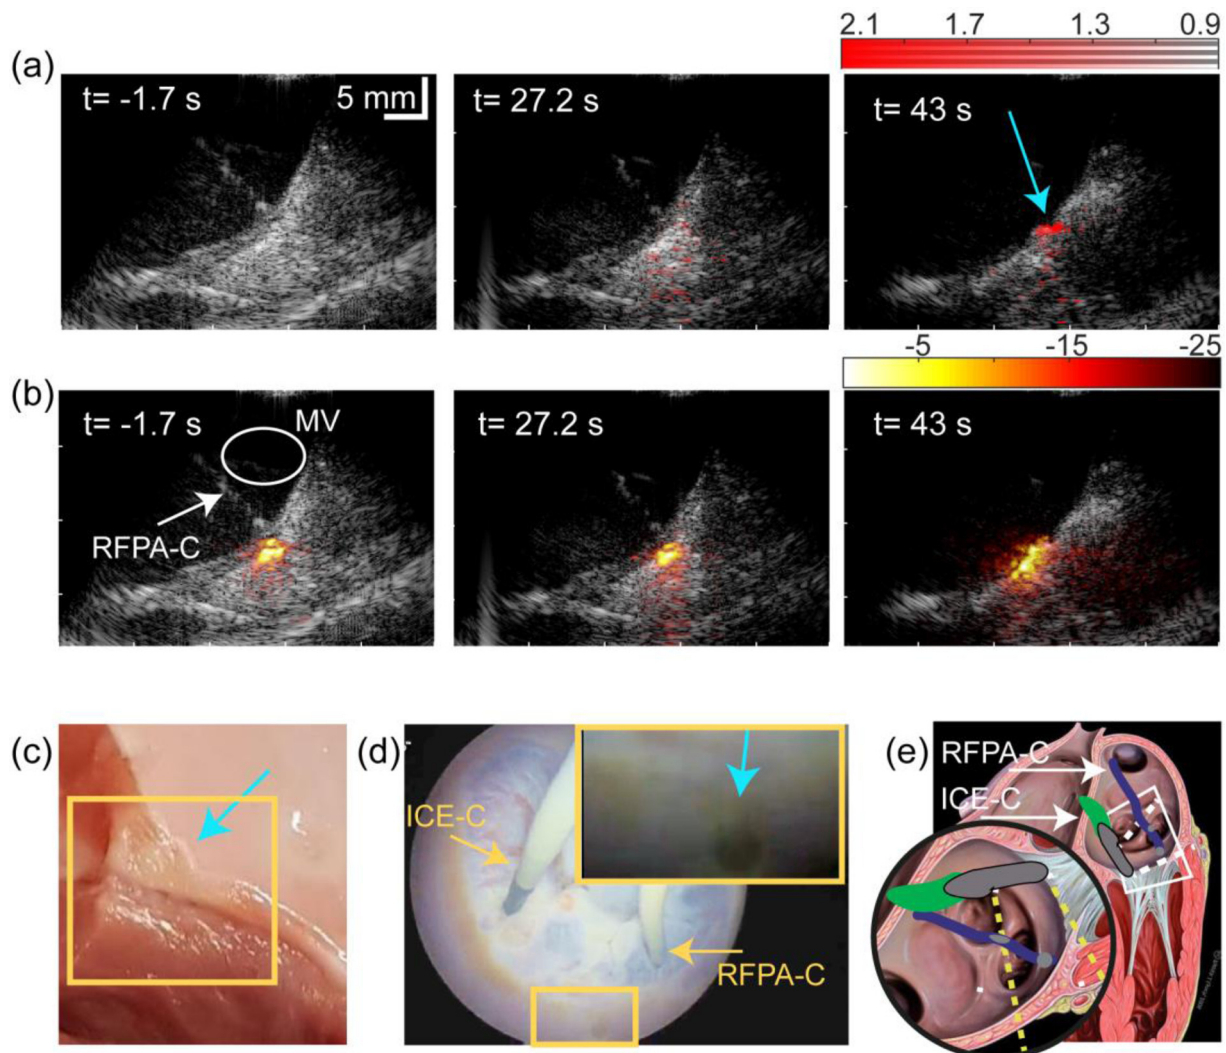 2.1 1.7 1.3 0.9
(a)
t= -1.7 s
5 mm
t= 27.2 s
t= 43 s
-5 -15 -25
(b)
t= -1.7 s
MV
RFPA-C
t= 27.2 s
t= 43 s
(c)
(d)
ICE-C
RFPA-C
(e)
RFPA-C
ICE-C